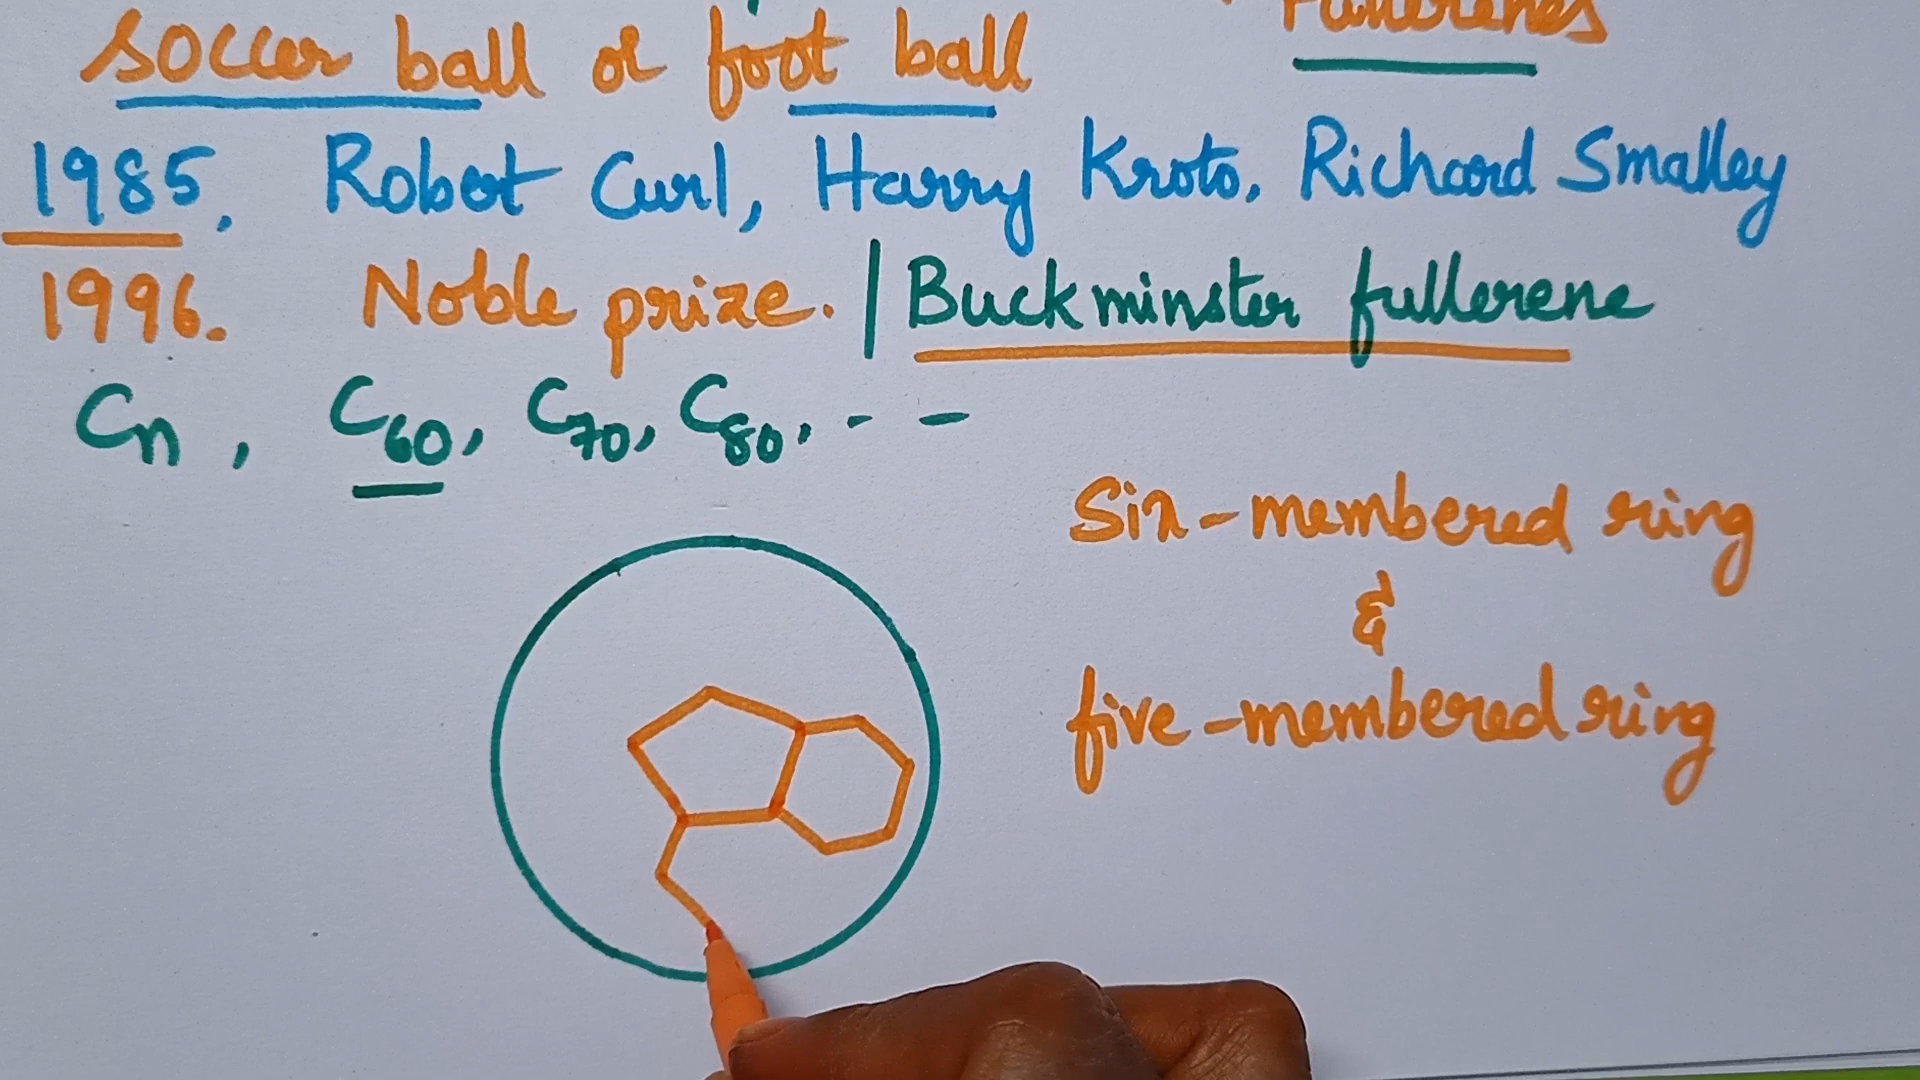 soccer ball or foot ball
Fullerenes
1985, Robert Curl, Harry Kroto, Richard Smalley
1996. Noble prize. | Buckminster fullerene
Cn, C60, C70, C80, - -
Six-membered ring
&
five-membered ring